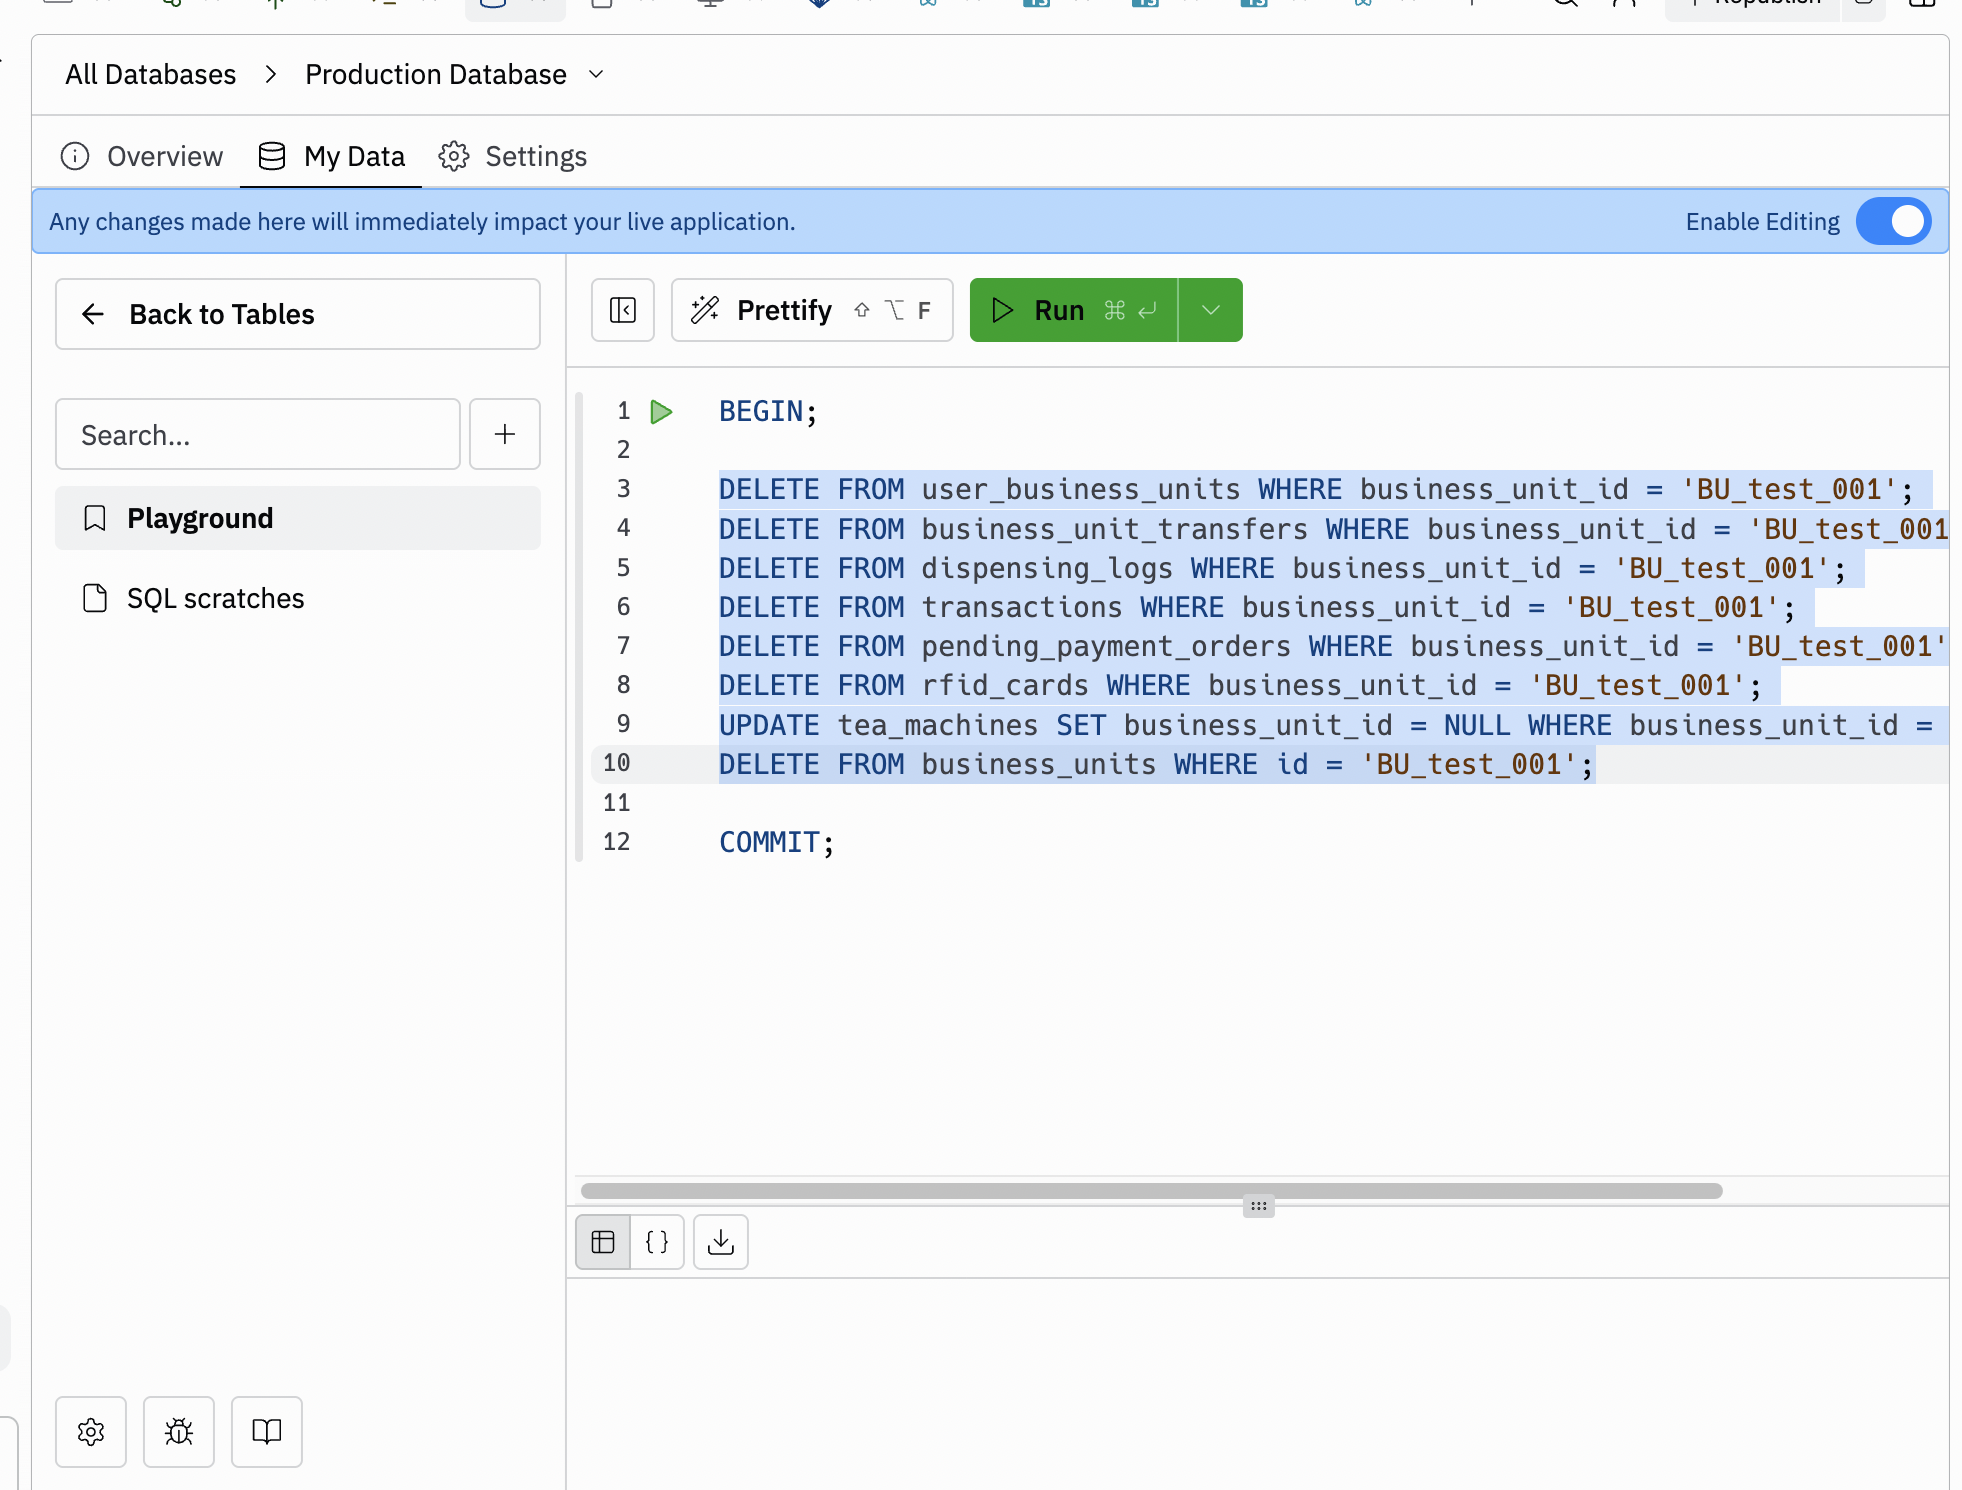 All Databases > Production Database
Overview My Data Settings
Any changes made here will immediately impact your live application. Enable Editing
Back to Tables
Prettify ⇧ ⌥ F Run ⌘ ↵
Search...
Playground
SQL scratches
1 BEGIN;
2
3 DELETE FROM user_business_units WHERE business_unit_id = 'BU_test_001';
4 DELETE FROM business_unit_transfers WHERE business_unit_id = 'BU_test_001
5 DELETE FROM dispensing_logs WHERE business_unit_id = 'BU_test_001';
6 DELETE FROM transactions WHERE business_unit_id = 'BU_test_001';
7 DELETE FROM pending_payment_orders WHERE business_unit_id = 'BU_test_001'
8 DELETE FROM rfid_cards WHERE business_unit_id = 'BU_test_001';
9 UPDATE tea_machines SET business_unit_id = NULL WHERE business_unit_id =
10 DELETE FROM business_units WHERE id = 'BU_test_001';
11
12 COMMIT;